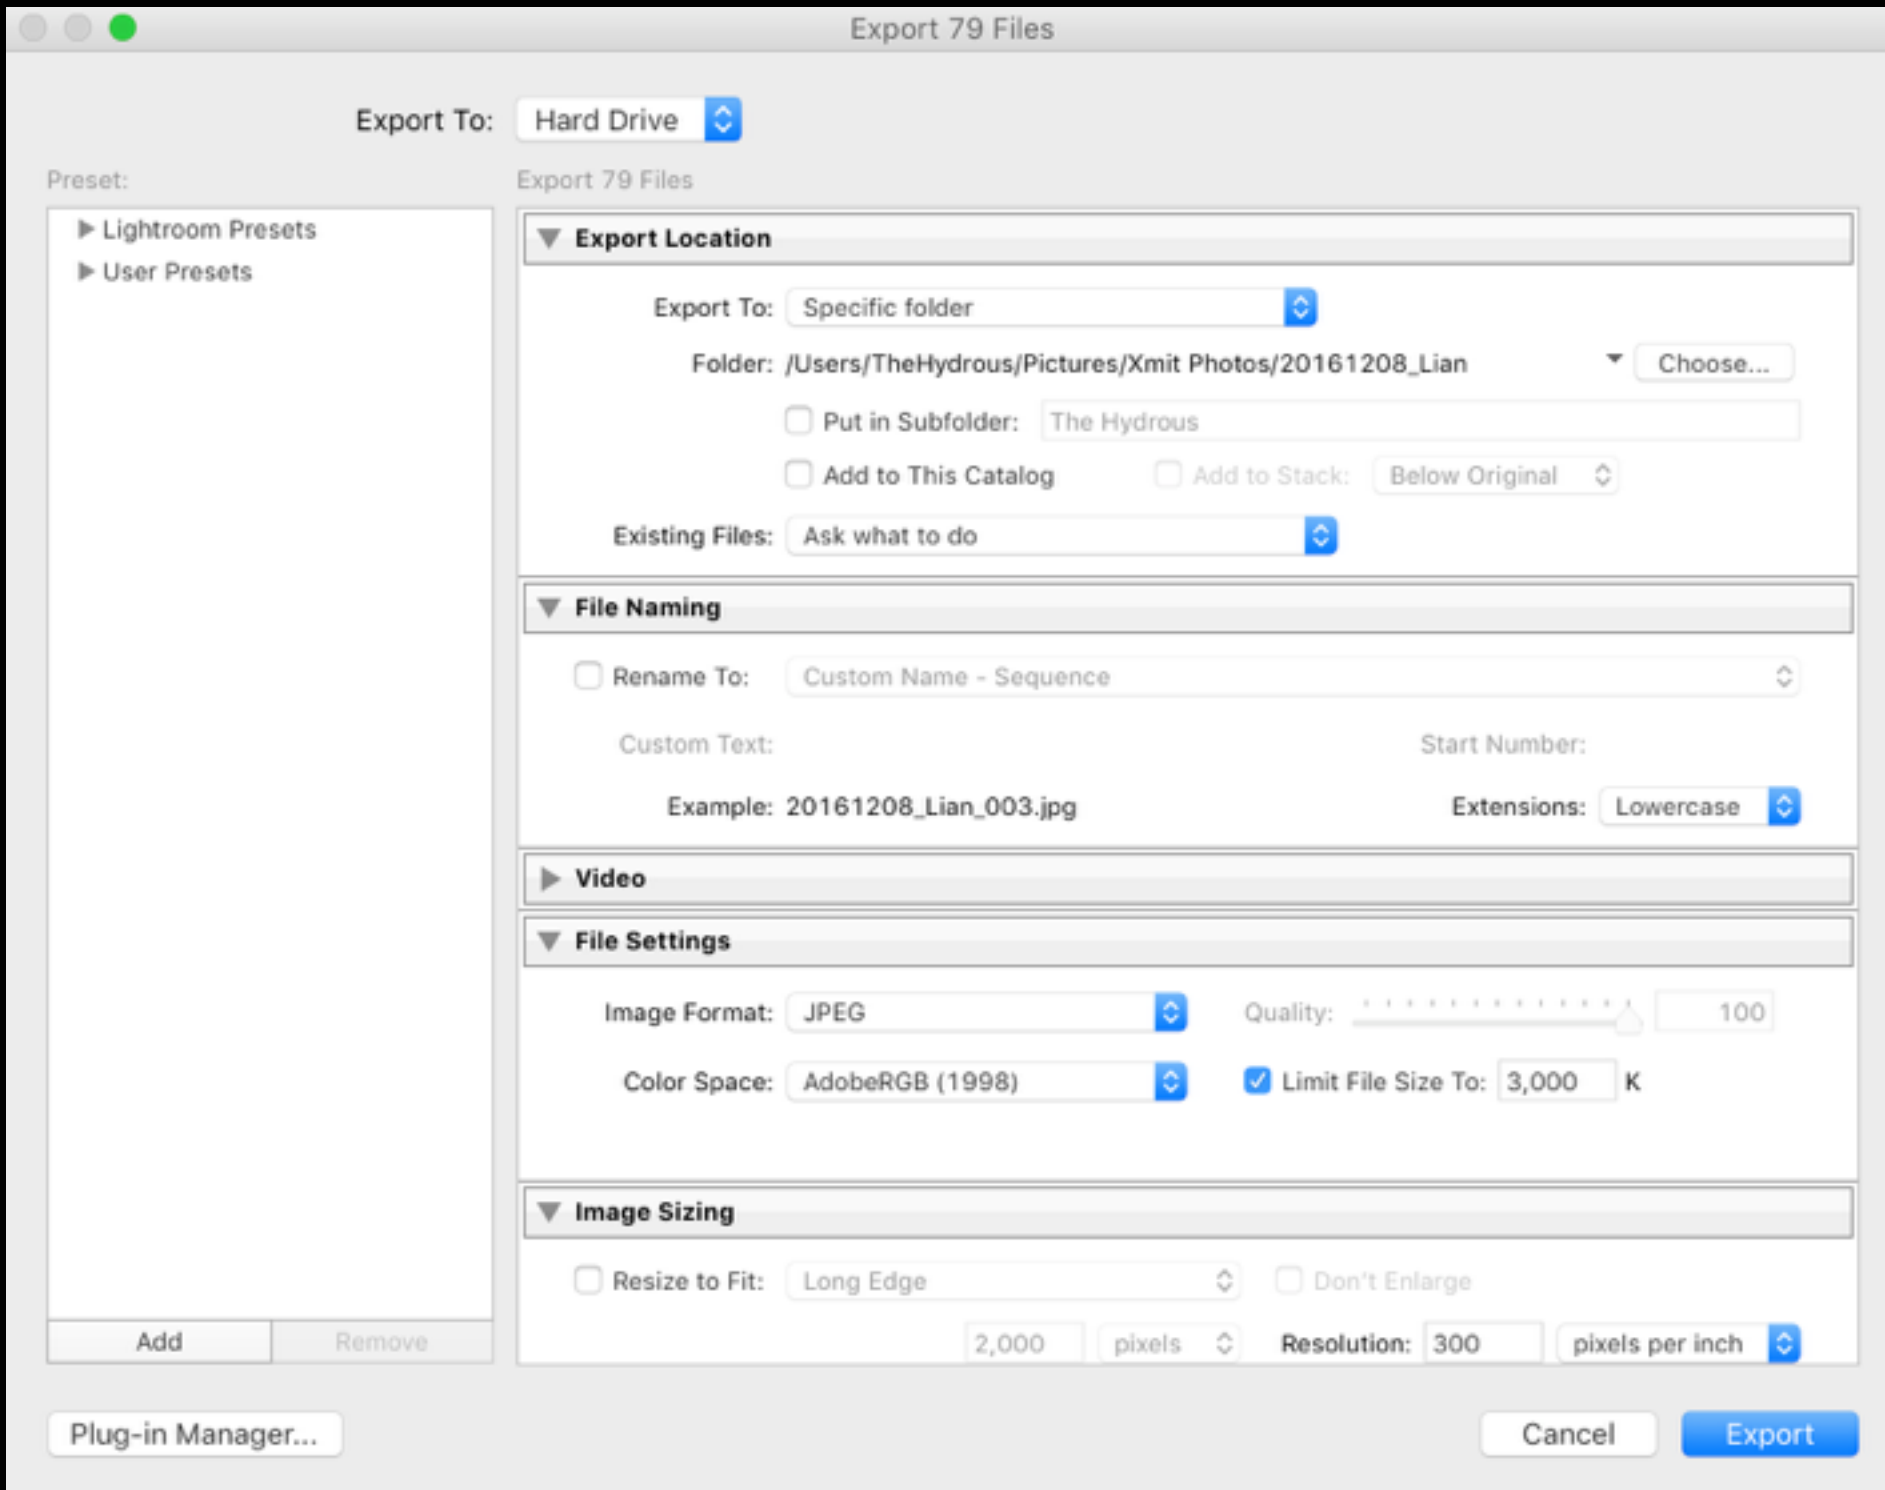 Export 79 Files
Export To: Hard Drive
Preset:
Export 79 Files
Lightroom Presets
User Presets
Add Remove
Export Location
Export To: Specific folder
Folder: /Users/TheHydrous/Pictures/Xmit Photos/20161208_Lian Choose...
Put in Subfolder: The Hydrous
Add to This Catalog Add to Stack: Below Original
Existing Files: Ask what to do
File Naming
Rename To: Custom Name - Sequence
Custom Text: Start Number:
Example: 20161208_Lian_003.jpg Extensions: Lowercase
Video
File Settings
Image Format: JPEG Quality: 100
Color Space: AdobeRGB (1998) Limit File Size To: 3,000 K
Image Sizing
Resize to Fit: Long Edge Don't Enlarge
2,000 pixels Resolution: 300 pixels per inch
Plug-in Manager... Cancel Export